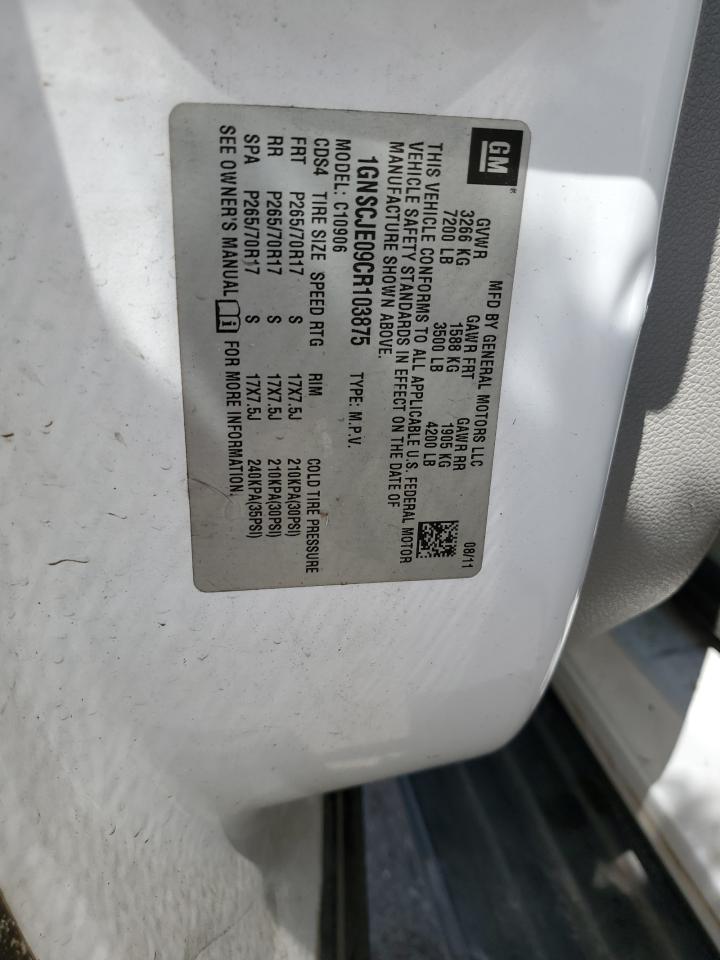 GM
MFD BY GENERAL MOTORS LLC 08/11
GVWR GAWR FRT GAWR RR
3266 KG 1588 KG 1905 KG
7200 LB 3500 LB 4200 LB
THIS VEHICLE CONFORMS TO ALL APPLICABLE U.S. FEDERAL MOTOR
VEHICLE SAFETY STANDARDS IN EFFECT ON THE DATE OF
MANUFACTURE SHOWN ABOVE.
1GNSCJE09CR103875 TYPE: M.P.V.
MODEL: C10906
CDS4 TIRE SIZE SPEED RTG RIM COLD TIRE PRESSURE
FRT P265/70R17 S 17X7.5J 210KPA(30PSI)
RR P265/70R17 S 17X7.5J 210KPA(30PSI)
SPA P265/70R17 S 17X7.5J 240KPA(35PSI)
SEE OWNER'S MANUAL FOR MORE INFORMATION.